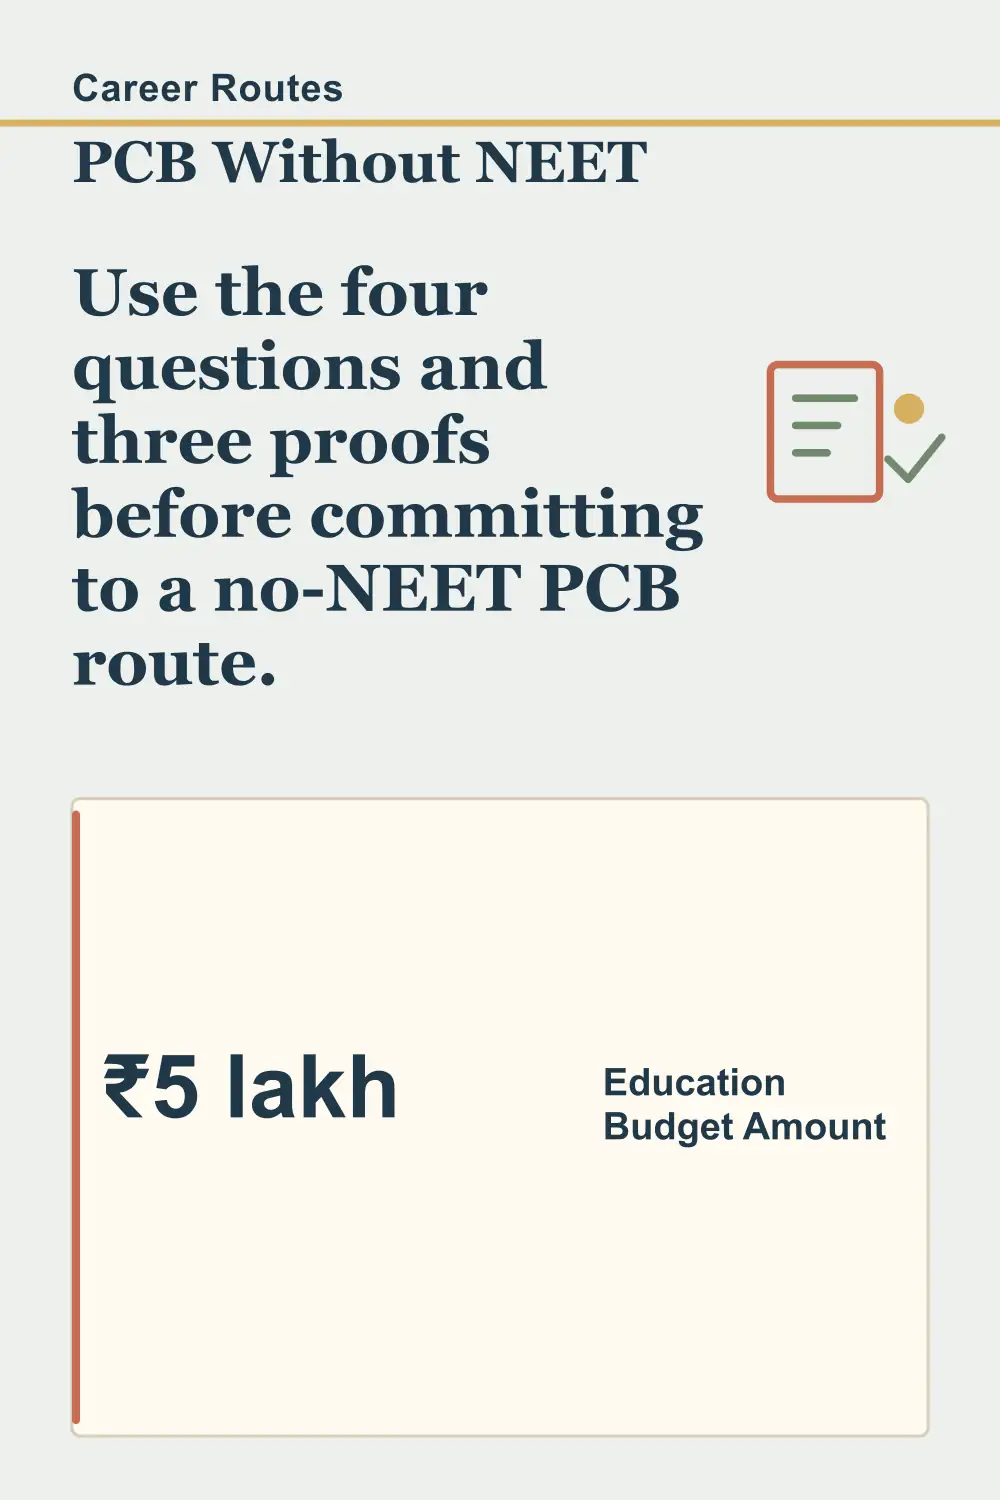 Career Routes
PCB Without NEET
Use the four
questions and
three proofs
before committing
to a no-NEET PCB
route.
₹5 lakh
Education
Budget Amount